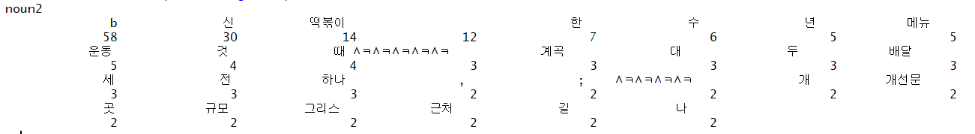 noun2
b 신 떡볶이 한 수 년 메뉴
58 30 14 12 7 6 5 5
운동 것 때 ㅅㅋㅅㅋㅅㅋㅅㅋ 계곡 대 두 배달
5 4 4 3 3 3 3 3
세 전 하나 , ; ㅅㅋㅅㅋㅅㅋ 개 개선문
3 3 3 2 2 2 2 2
곳 규모 그리스 근처 길 나
2 2 2 2 2 2